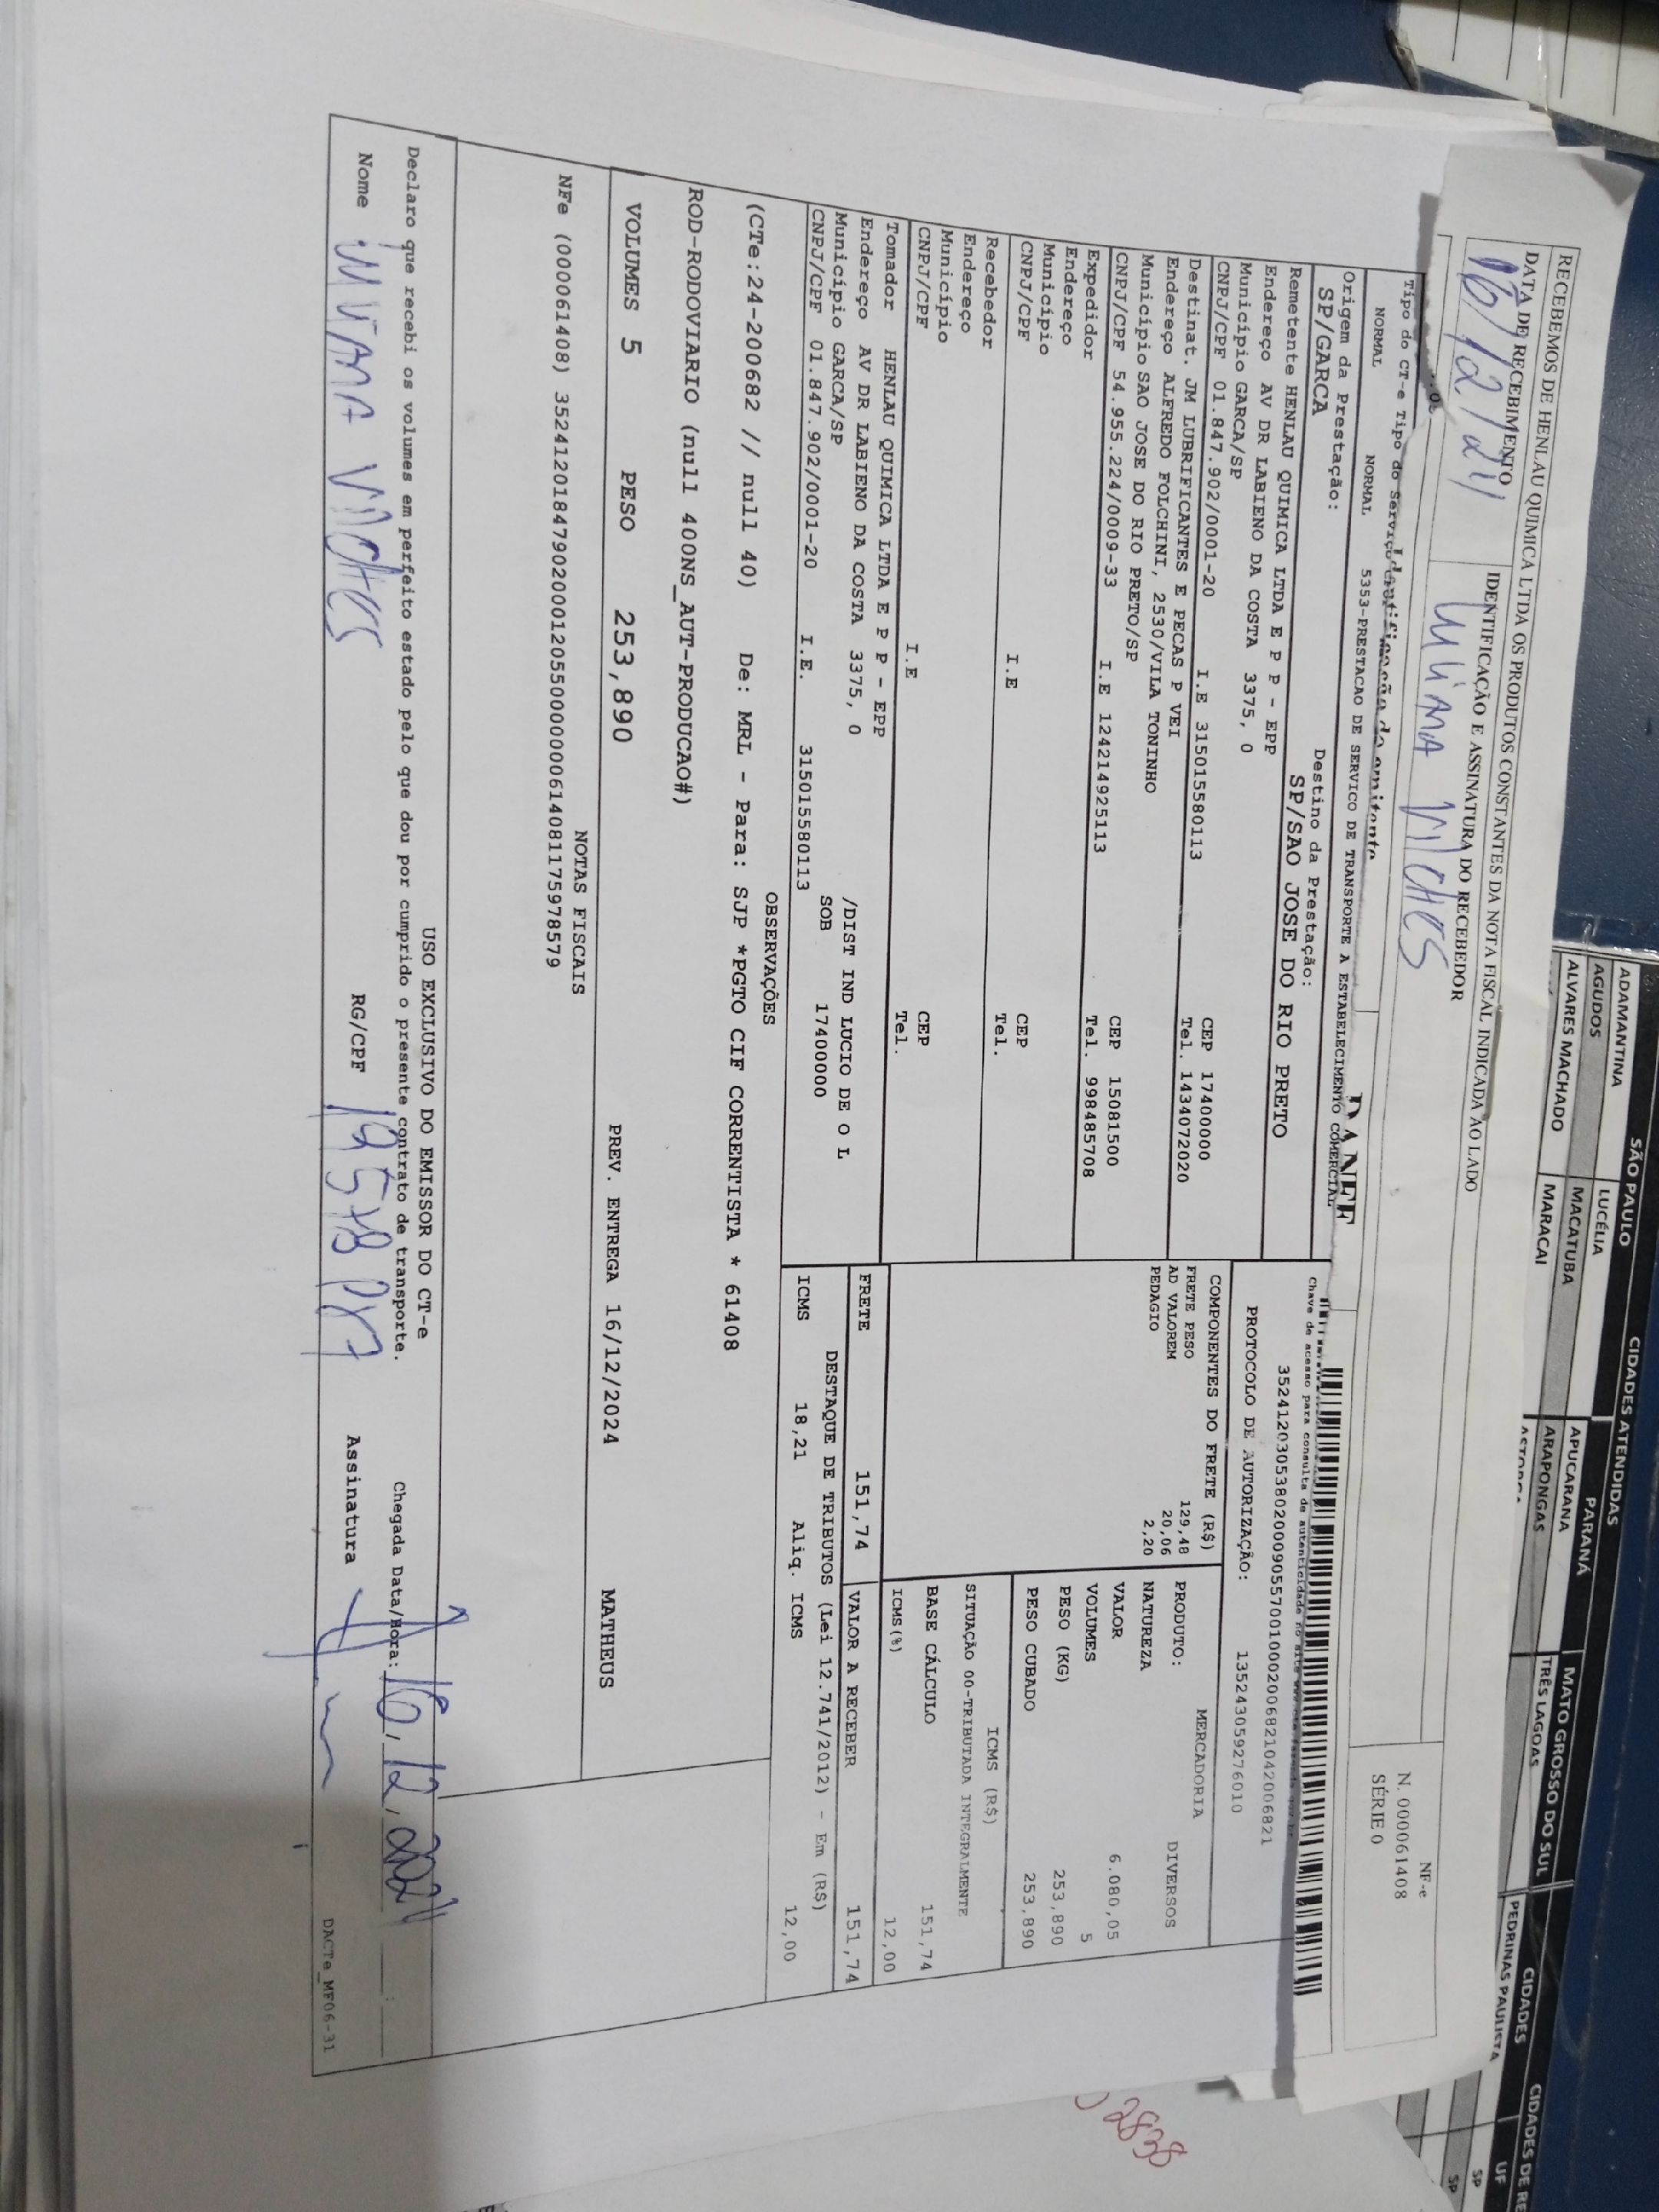 RECEBEMOS DE HENLAU QUIMICA LTDA OS PRODUTOS CONSTANTES DA NOTA FISCAL INDICADA AO LADO
DATA DE RECEBIMENTO
IDENTIFICAÇÃO E ASSINATURA DO RECEBEDOR
16/12/24
NF-e
N. 000061408
SÉRIE 0
Identificação do emitente
DANFE
Tipo do CT-e Tipo do Serviço
NORMAL NORMAL 5353-PRESTACAO DE SERVICO DE TRANSPORTE A ESTABELECIMENTO COMERCIAL
Origem da Prestação: Destino da Prestação:
SP/GARCA SP/SAO JOSE DO RIO PRETO
Remetente HENLAU QUIMICA LTDA E P P - EPP
Endereço AV DR LABIENO DA COSTA 3375, 0
Município GARCA/SP CEP 17400000
CNPJ/CPF 01.847.902/0001-20 I.E 315015580113 Tel. 1434072020
Destinat. JM LUBRIFICANTES E PECAS P VEI
Endereço ALFREDO FOLCHINI, 2530/VILA TONINHO
Município SAO JOSE DO RIO PRETO/SP CEP 15081500
CNPJ/CPF 54.955.224/0009-33 I.E 124214925113 Tel. 998485708
Expedidor
Endereço
Município CEP
CNPJ/CPF I.E Tel.
Recebedor
Endereço
Município CEP
CNPJ/CPF I.E Tel.
Tomador HENLAU QUIMICA LTDA E P P - EPP
Endereço AV DR LABIENO DA COSTA 3375, 0 /DIST IND LUCIO DE O L
Município GARCA/SP SOB 17400000
CNPJ/CPF 01.847.902/0001-20 I.E. 315015580113
Chave de acesso para consulta de autenticidade no site
35241203053802000905570010002006821042006821
PROTOCOLO DE AUTORIZAÇÃO: 135243059276010
COMPONENTES DO FRETE (R$)
FRETE PESO 129,48
AD VALOREM 20,06
PEDAGIO 2,20
MERCADORIA
PRODUTO: DIVERSOS
NATUREZA
VALOR 6.080,05
VOLUMES 5
PESO (KG) 253,890
PESO CUBADO 253,890
ICMS (R$)
SITUAÇÃO 00-TRIBUTADA INTEGRALMENTE
BASE CÁLCULO 151,74
ICMS(%) 12,00
FRETE 151,74 VALOR A RECEBER 151,74
DESTAQUE DE TRIBUTOS (Lei 12.741/2012) - Em (R$)
ICMS 18,21 Aliq. ICMS 12,00
OBSERVAÇÕES
(CTe:24-200682 // null 40) De: MRL - Para: SJP *PGTO CIF CORRENTISTA * 61408
ROD-RODOVIARIO (null 400NS_AUT-PRODUCAO#)
VOLUMES 5 PESO 253,890 PREV. ENTREGA 16/12/2024 MATHEUS
NOTAS FISCAIS
NFe (000061408) 35241201847902000120550000000614081175978579
USO EXCLUSIVO DO EMISSOR DO CT-e
Declaro que recebi os volumes em perfeito estado pelo que dou por cumprido o presente contrato de transporte.
Chegada Data/Hora: 16, 12, 2024
Nome RG/CPF Assinatura
DACTe_MF06-31
SÃO PAULO CIDADES ATENDIDAS
ADAMANTINA LUCÉLIA PARANÁ MATO GROSSO DO SUL CIDADES
AGUDOS MACATUBA APUCARANA TRÊS LAGOAS PEDRINAS PAULISTA
ALVARES MACHADO MARACAI ARAPONGAS
CIDADES DE RE
UF
SP
SP
2838